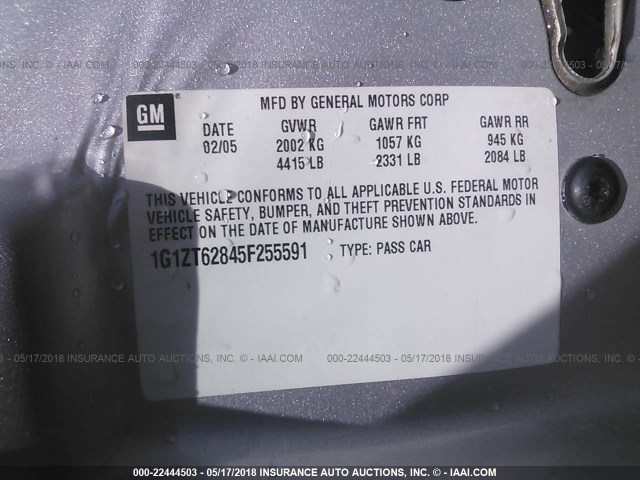 GM
MFD BY GENERAL MOTORS CORP
DATE GVWR GAWR FRT GAWR RR
02/05 2002 KG 1057 KG 945 KG
4415 LB 2331 LB 2084 LB
THIS VEHICLE CONFORMS TO ALL APPLICABLE U.S. FEDERAL MOTOR
VEHICLE SAFETY, BUMPER, AND THEFT PREVENTION STANDARDS IN
EFFECT ON THE DATE OF MANUFACTURE SHOWN ABOVE.
1G1ZT62845F255591 TYPE: PASS CAR
000-22444503 - 05/17/2018 INSURANCE AUTO AUCTIONS, INC. © - IAAI.COM